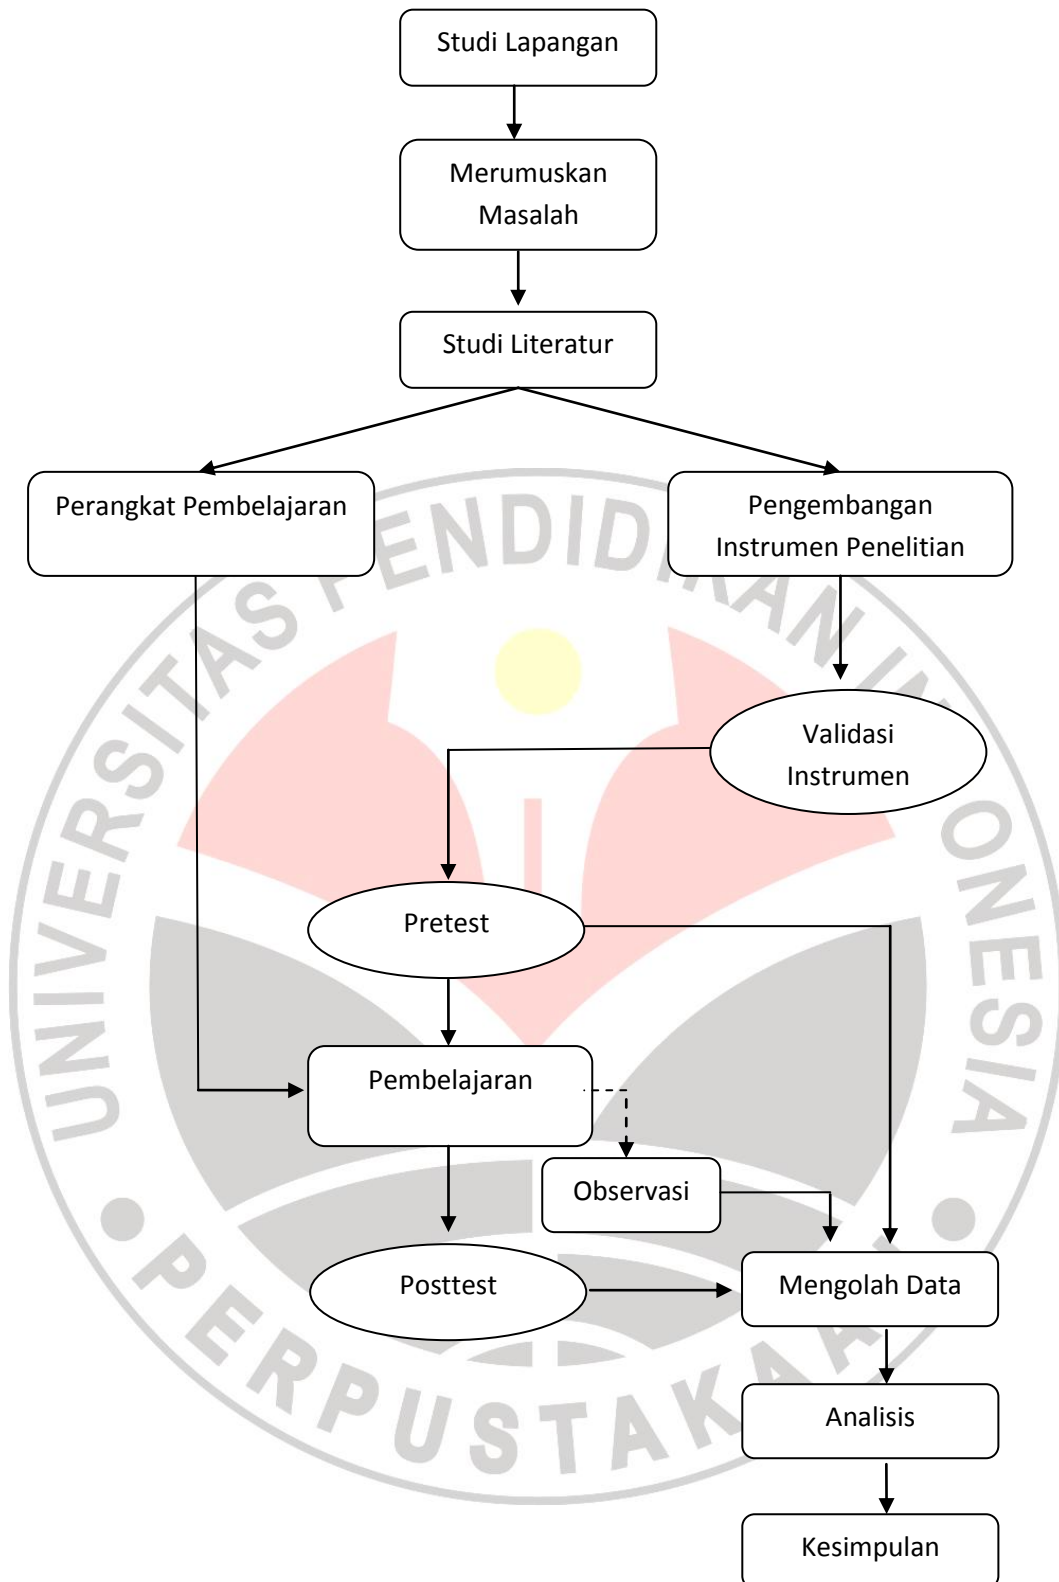 Studi Lapangan
Merumuskan
Masalah
Studi Literatur
Perangkat Pembelajaran
Pengembangan
Instrumen Penelitian
Validasi
Instrumen
Pretest
Pembelajaran
Observasi
Posttest
Mengolah Data
Analisis
Kesimpulan
UNIVERSITAS PENDIDIKAN INDONESIA
PERPUSTAKAAN